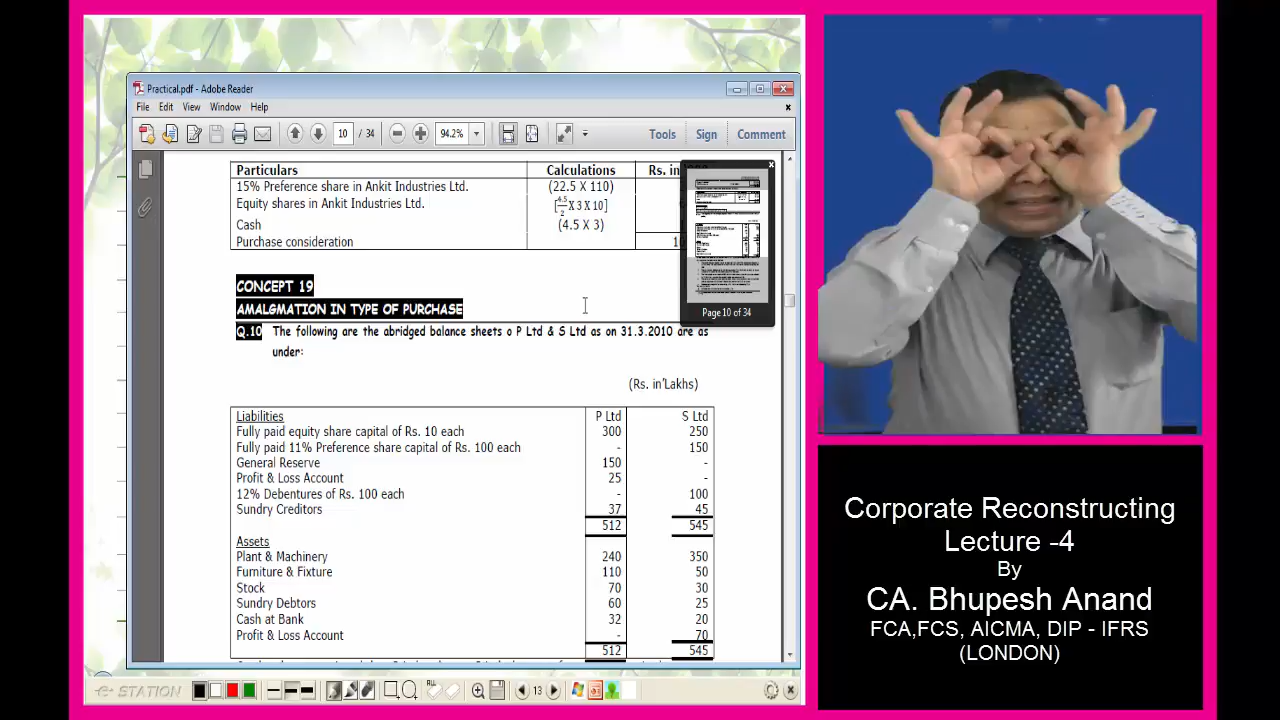 Practical.pdf - Adobe Reader
File Edit View Window Help
10 / 34 94.2% Tools Sign Comment
Particulars Calculations Rs. in
15% Preference share in Ankit Industries Ltd. (22.5 X 110)
Equity shares in Ankit Industries Ltd. [4.5/2 X 3 X 10]
Cash (4.5 X 3)
Purchase consideration 1
Page 10 of 34
CONCEPT 19
AMALGMATION IN TYPE OF PURCHASE
Q.10 The following are the abridged balance sheets o P Ltd & S Ltd as on 31.3.2010 are as
under:
(Rs. in'Lakhs)
Liabilities P Ltd S Ltd
Fully paid equity share capital of Rs. 10 each 300 250
Fully paid 11% Preference share capital of Rs. 100 each - 150
General Reserve 150 -
Profit & Loss Account 25 -
12% Debentures of Rs. 100 each - 100
Sundry Creditors 37 45
512 545
Assets
Plant & Machinery 240 350
Furniture & Fixture 110 50
Stock 70 30
Sundry Debtors 60 25
Cash at Bank 32 20
Profit & Loss Account - 70
512 545
e-STATION 13
Corporate Reconstructing
Lecture -4
By
CA. Bhupesh Anand
FCA,FCS, AICMA, DIP - IFRS
(LONDON)